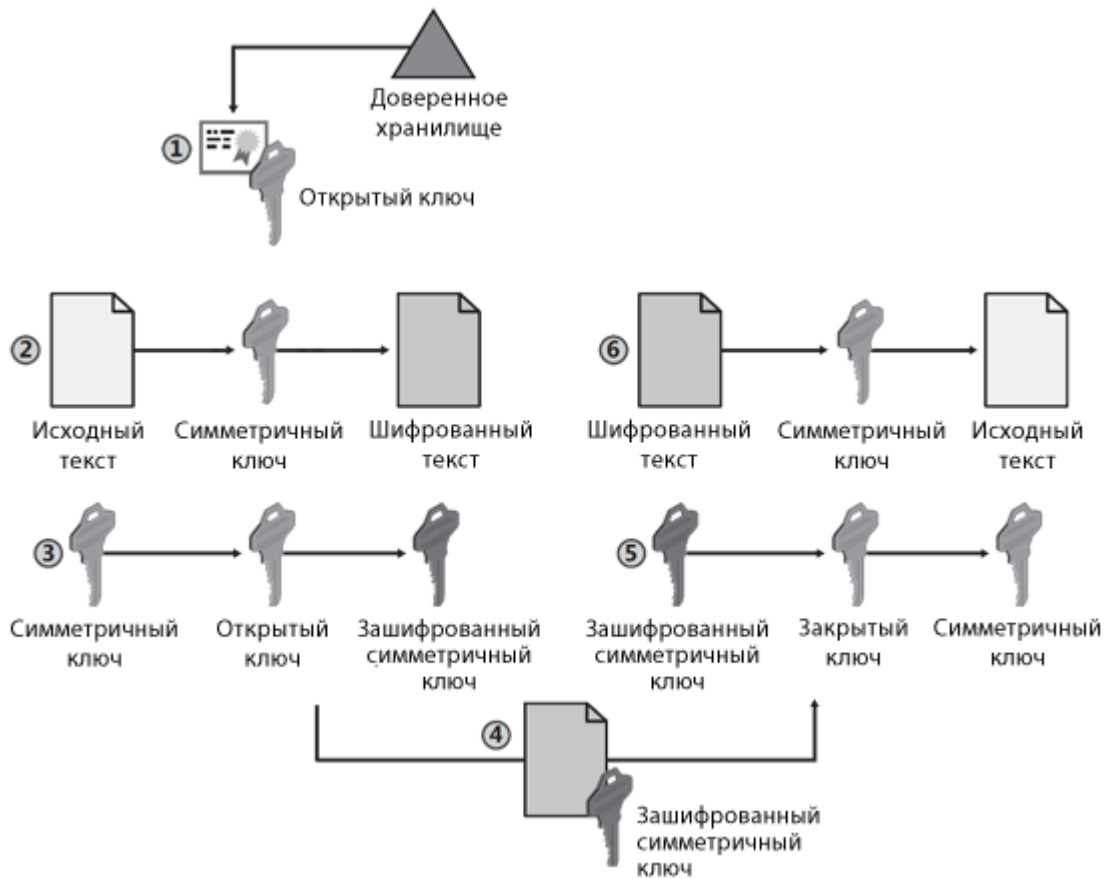 Доверенное
хранилище
1
Открытый ключ
2
Исходный
текст
Симметричный
ключ
Шифрованный
текст
6
Шифрованный
текст
Симметричный
ключ
Исходный
текст
3
Симметричный
ключ
Открытый
ключ
Зашифрованный
симметричный
ключ
5
Зашифрованный
симметричный
ключ
Закрытый
ключ
Симметричный
ключ
4
Зашифрованный
симметричный
ключ